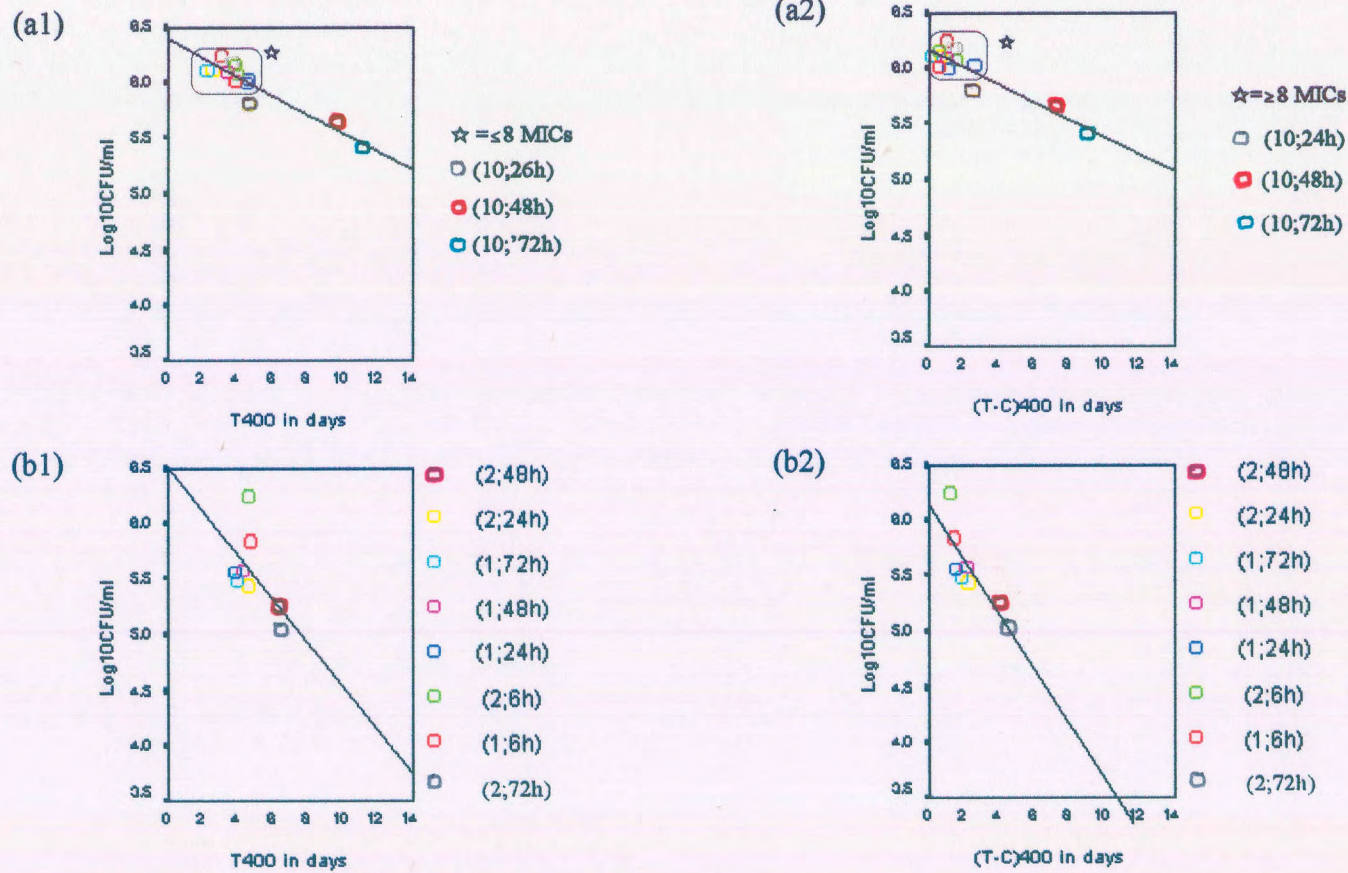 (a1)
6.5
6.0
5.5
5.0
4.5
4.0
3.5
Log10CFU/ml
0 2 4 6 8 10 12 14
T400 in days
☆=≤8 MICs
(10;26h)
(10;48h)
(10;'72h)
(a2)
6.5
6.0
5.5
5.0
4.5
4.0
3.5
Log10CFU/ml
0 2 4 6 8 10 12 14
(T-C)400 in days
☆=≥8 MICs
(10;24h)
(10;48h)
(10;72h)
(b1)
6.5
6.0
5.5
5.0
4.5
4.0
3.5
Log10CFU/ml
0 2 4 6 8 10 12 14
T400 in days
(2;48h)
(2;24h)
(1;72h)
(1;48h)
(1;24h)
(2;6h)
(1;6h)
(2;72h)
(b2)
6.5
6.0
5.5
5.0
4.5
4.0
3.5
Log10CFU/ml
0 2 4 6 8 10 12 14
(T-C)400 in days
(2;48h)
(2;24h)
(1;72h)
(1;48h)
(1;24h)
(2;6h)
(1;6h)
(2;72h)